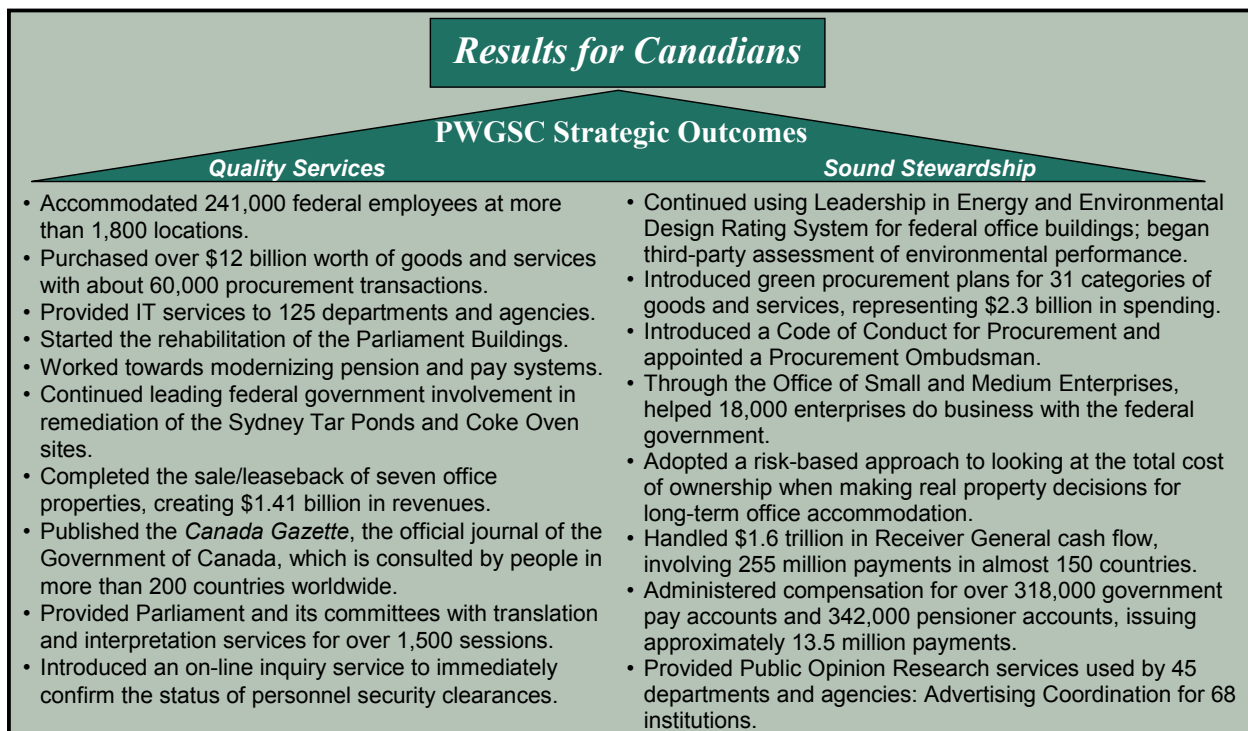 Results for Canadians
PWGSC Strategic Outcomes
Quality Services
Sound Stewardship
• Accommodated 241,000 federal employees at more
than 1,800 locations.
• Purchased over $12 billion worth of goods and services
with about 60,000 procurement transactions.
• Provided IT services to 125 departments and agencies.
• Started the rehabilitation of the Parliament Buildings.
• Worked towards modernizing pension and pay systems.
• Continued leading federal government involvement in
remediation of the Sydney Tar Ponds and Coke Oven
sites.
• Completed the sale/leaseback of seven office
properties, creating $1.41 billion in revenues.
• Published the Canada Gazette, the official journal of the
Government of Canada, which is consulted by people in
more than 200 countries worldwide.
• Provided Parliament and its committees with translation
and interpretation services for over 1,500 sessions.
• Introduced an on-line inquiry service to immediately
confirm the status of personnel security clearances.
• Continued using Leadership in Energy and Environmental
Design Rating System for federal office buildings; began
third-party assessment of environmental performance.
• Introduced green procurement plans for 31 categories of
goods and services, representing $2.3 billion in spending.
• Introduced a Code of Conduct for Procurement and
appointed a Procurement Ombudsman.
• Through the Office of Small and Medium Enterprises,
helped 18,000 enterprises do business with the federal
government.
• Adopted a risk-based approach to looking at the total cost
of ownership when making real property decisions for
long-term office accommodation.
• Handled $1.6 trillion in Receiver General cash flow,
involving 255 million payments in almost 150 countries.
• Administered compensation for over 318,000 government
pay accounts and 342,000 pensioner accounts, issuing
approximately 13.5 million payments.
• Provided Public Opinion Research services used by 45
departments and agencies: Advertising Coordination for 68
institutions.